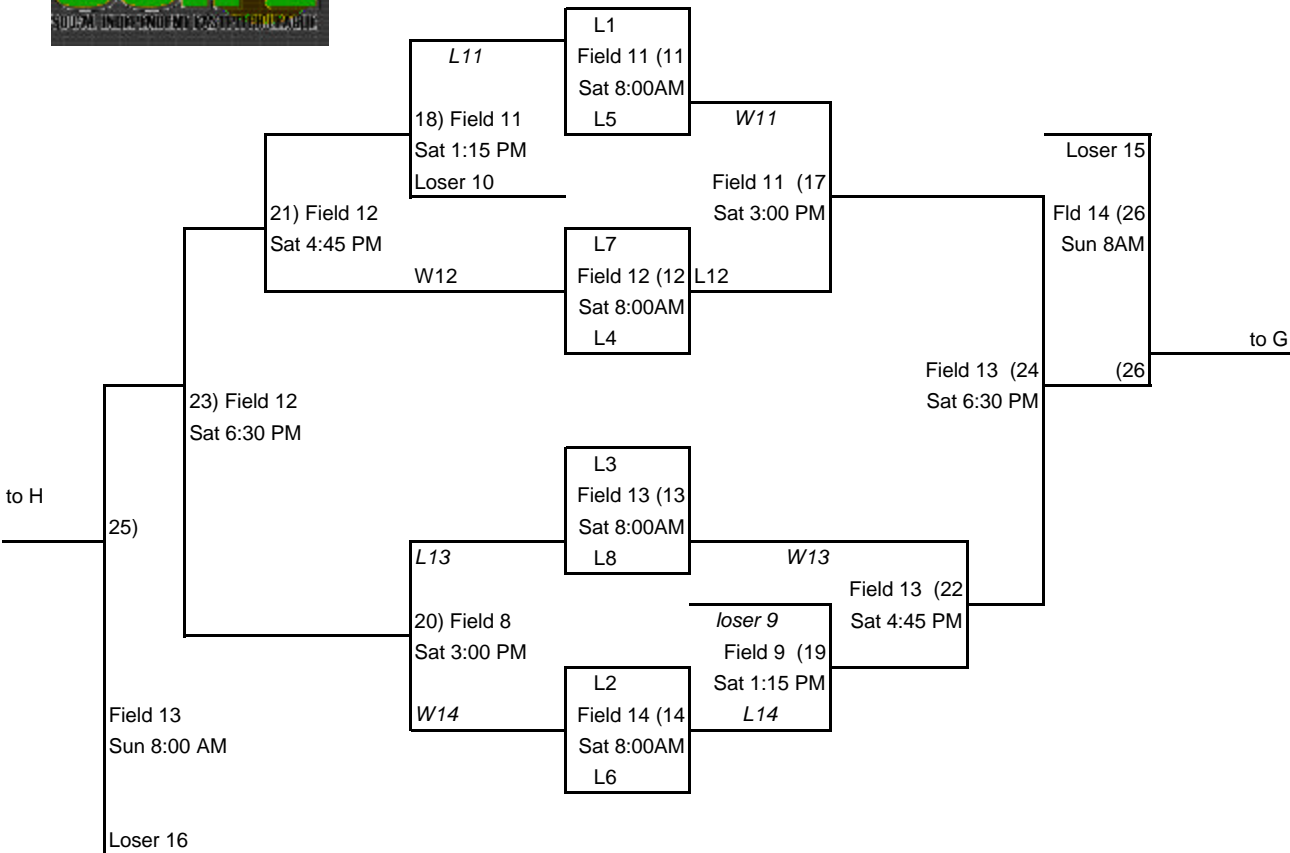 L1
L11
Field 11 (11
Sat 8:00AM
18) Field 11
L5
W11
Sat 1:15 PM
Loser 15
Loser 10
Field 11 (17
21) Field 12
Sat 3:00 PM
Fld 14 (26
Sat 4:45 PM
L7
Sun 8AM
W12
Field 12 (12
L12
Sat 8:00AM
L4
to G
Field 13 (24
(26
23) Field 12
Sat 6:30 PM
Sat 6:30 PM
L3
to H
Field 13 (13
25)
Sat 8:00AM
L13
L8
W13
Field 13 (22
20) Field 8
loser 9
Sat 4:45 PM
Sat 3:00 PM
Field 9 (19
L2
Sat 1:15 PM
Field 13
W14
Field 14 (14
L14
Sun 8:00 AM
Sat 8:00AM
L6
Loser 16